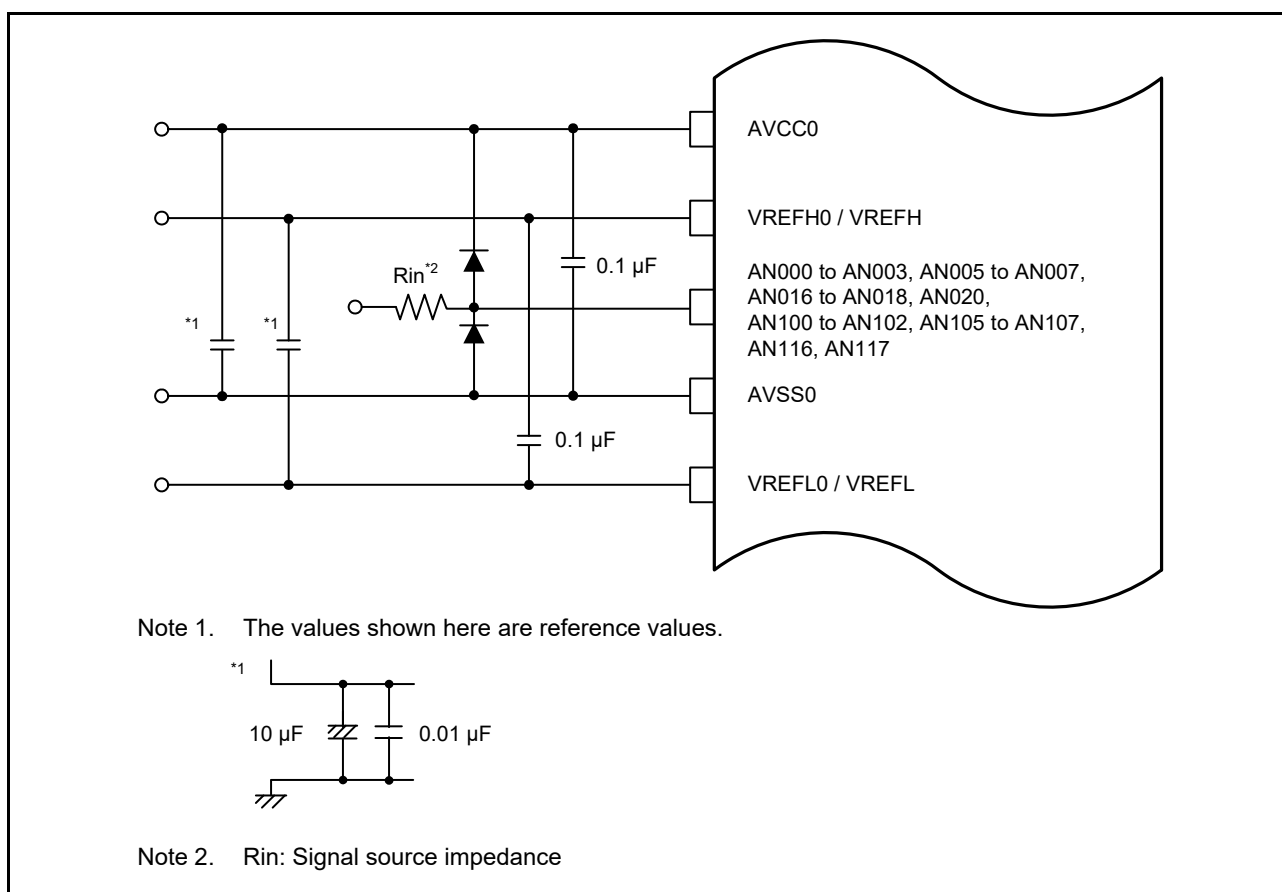 AVCC0
VREFH0 / VREFH
Rin*2
0.1 µF
AN000 to AN003, AN005 to AN007,
AN016 to AN018, AN020,
AN100 to AN102, AN105 to AN107,
AN116, AN117
*1
*1
AVSS0
0.1 µF
VREFL0 / VREFL
Note 1. The values shown here are reference values.
*1
10 µF
0.01 µF
Note 2. Rin: Signal source impedance